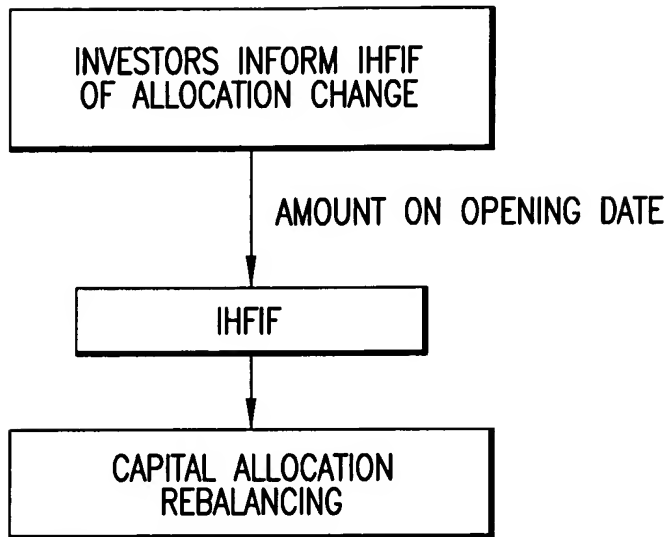 INVESTORS INFORM IHFIF
OF ALLOCATION CHANGE
AMOUNT ON OPENING DATE
IHFIF
CAPITAL ALLOCATION
REBALANCING